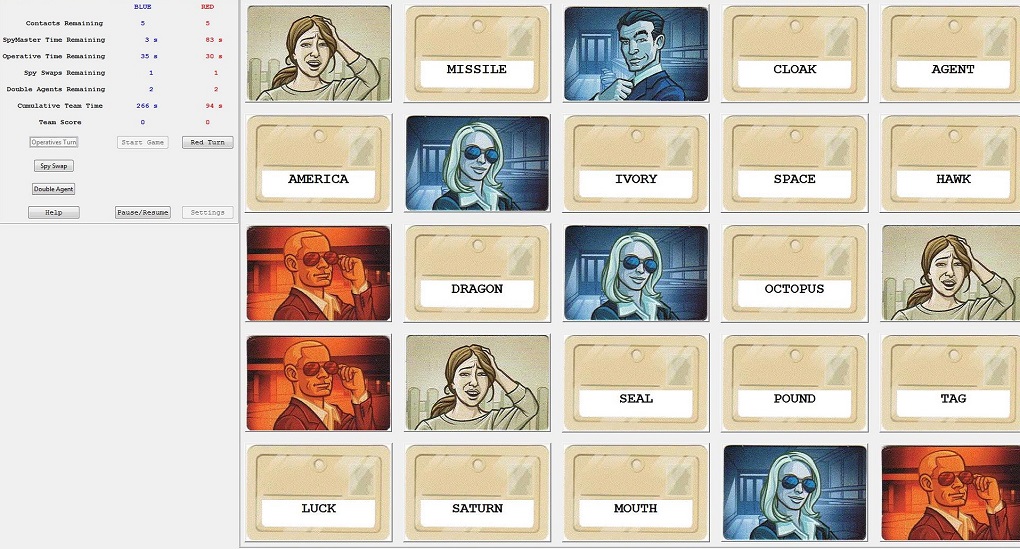 BLUE RED
Contacts Remaining 5 5
SpyMaster Time Remaining 3 s 83 s
Operative Time Remaining 35 s 30 s
Spy Swaps Remaining 1 1
Double Agents Remaining 2 2
Cumulative Team Time 266 s 94 s
Team Score 0 0
Operatives Turn Start Game Red Turn
Spy Swap
Double Agent
Help Pause/Resume Settings
MISSILE CLOAK AGENT
AMERICA IVORY SPACE HAWK
DRAGON OCTOPUS
SEAL POUND TAG
LUCK SATURN MOUTH